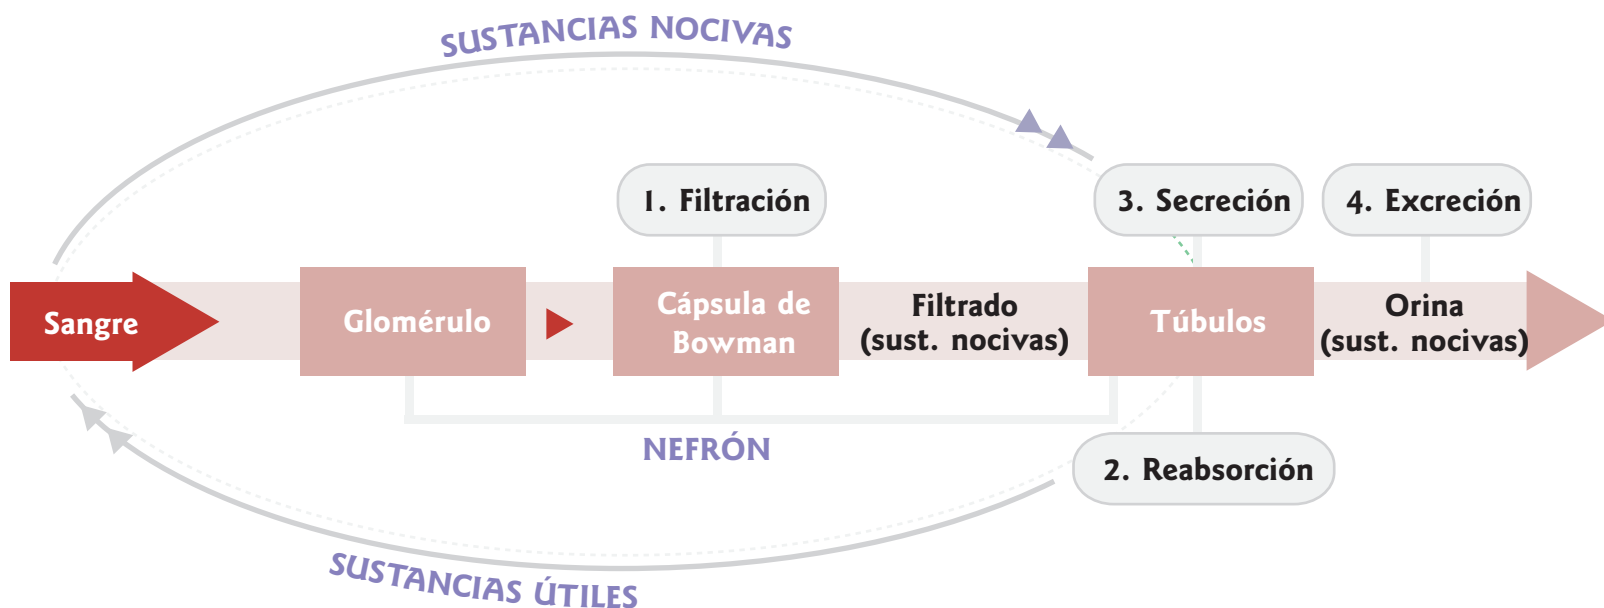 SUSTANCIAS NOCIVAS
1. Filtración
3. Secreción
4. Excreción
Sangre
Glomérulo
Cápsula de
Bowman
Filtrado
(sust. nocivas)
Túbulos
Orina
(sust. nocivas)
NEFRÓN
2. Reabsorción
SUSTANCIAS ÚTILES